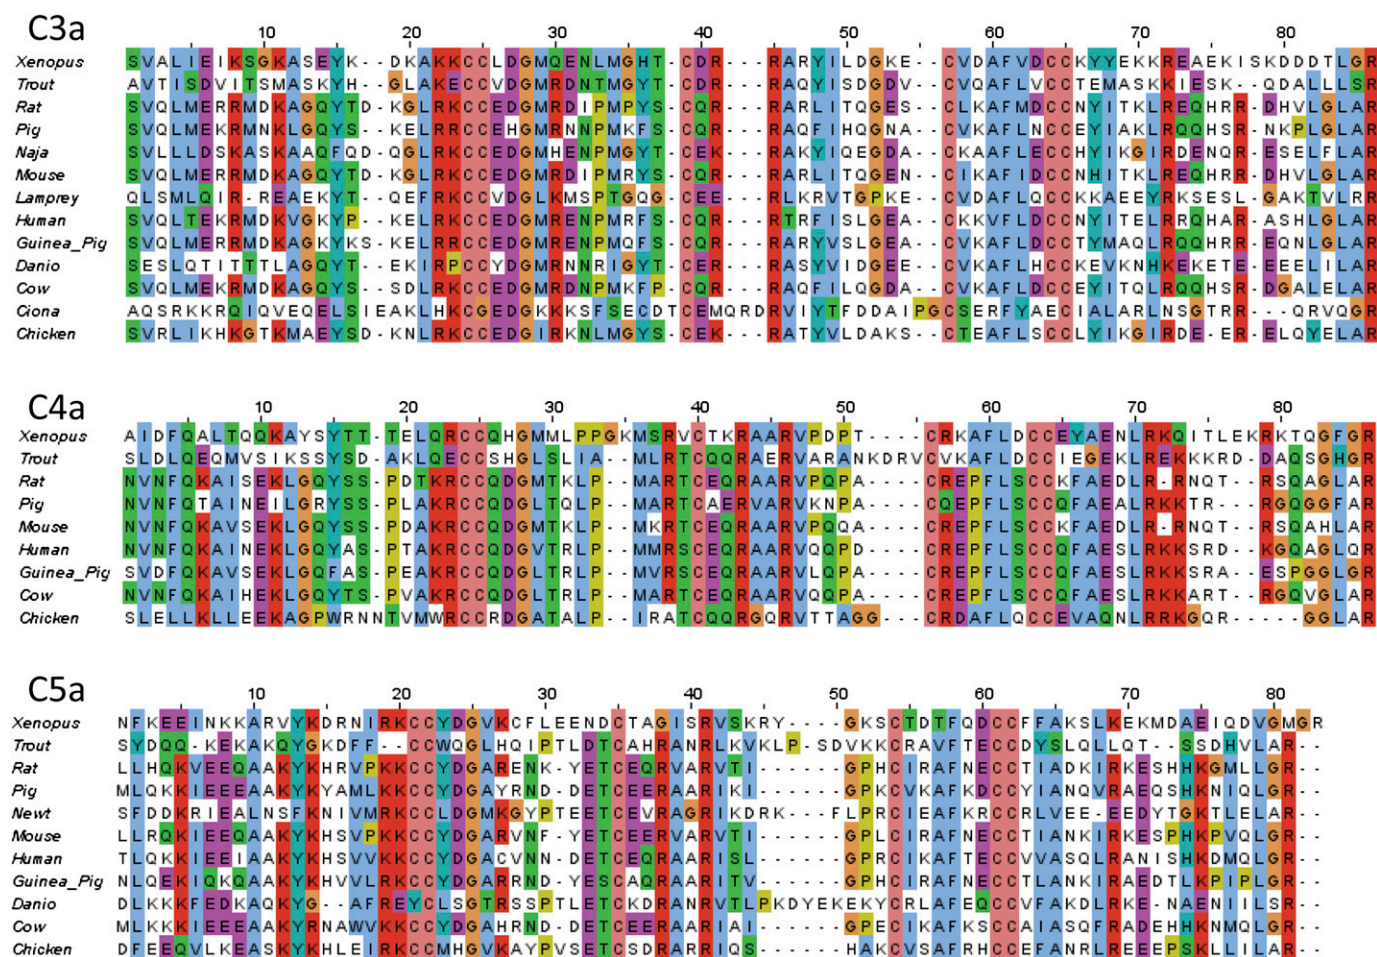 C3a
10 20 30 40 50 60 70 80
Xenopus SVALIEIKSGKASEYK--DKAKKCCLDGMQENLMGHT-CDR---RARYILDGKE--CVDAFVDCCKYYEKKREAEKISKDDDTLGR
Trout AVTISDVITSMASKYH--GLAKECCVDGMRDNTMGYT-CDR---RAQYISDGDV--CVQAFLVCCTEMASKKIESK--QDALLLSR
Rat SVQLMERRMDKAGQYTD-KGLRKCCEDGMRDIPMPYS-CQR---RARLITQGES--CLKAFMDCCNYITKLREQHRR-DHVLGLAR
Pig SVQLMEKRMNKLGQYS--KELRRCCEHGMRNNPMKFS-CQR---RAQFIHQGNA--CVKAFLNCCEYIAKLRQQHSR-NKPLGLAR
Naja SVLLLDSKASKAAQFQD-QGLRKCCEDGMHENPMGYT-CEK---RAKYIQEGDA--CKAAFLECCHYIKGIRDENQR-ESELFLAR
Mouse SVQLMERRMDKAGQYTD-KGLRKCCEDGMRDIPMRYS-CQR---RARLITQGEN--CIKAFIDCCNHITKLREQHRR-DHVLGLAR
Lamprey QLSMLQIR-REAEKYT--QEFRKCCVDGLKMSPTGQG-CEE---RLKRVTGPKE--CVDAFLQCCKKAEEYRKSESL-GAKTVLRR
Human SVQLTEKRMDKVGKYP--KELRKCCEDGMRENPMRFS-CQR---RTRFISLGEA--CKKVFLDCCNYITELRRQHAR-ASHLGLAR
Guinea_Pig SVQLMERRMDKAGKYKS-KELRRCCEDGMRENPMQFS-CQR---RARYVSLGEA--CVKAFLDCCTYMAQLRQQHRR-EQNLGLAR
Danio SESLQTITTTLAGQYT--EKIRPCCYDGMRNNRIGYT-CER---RASYVIDGEE--CVKAFLHCCKEVKNHKEKETE-EEELILAR
Cow SVQLMEKRMDKAGQYS--SDLRKCCEDGMRDNPMKFP-CQR---RAQFILQGDA--CVKAFLDCCEYITQLRQQHSR-DGALELAR
Ciona AQSRKKRQIQVEQELSIEAKLHKCGEDGKKKSFSECDTCEMQRDRVIYTFDDAIPGCSERFYAECIALARLNSGTRR---QRVQGR
Chicken SVRLIKHKGTKMAEYSD-KNLRKCCEDGIRKNLMGYS-CEK---RATYVLDAKS--CTEAFLSCCLYIKGIRDE-ER-ELQYELAR
C4a
10 20 30 40 50 60 70 80
Xenopus AIDFQALTQQKAYSYTT-TELQRCCQHGMMLPPGKMSRVCTKRAARVPDPT----CRKAFLDCCEYAENLRKQITLEKRKTQGFGR
Trout SLDLQEQMVSIKSSYSD-AKLQECCSHGLSLIA--MLRTCQQRAERVARANKDRVCVKAFLDCCIEGEKLREKKKRD-DAQSGHGR
Rat NVNFQKAISEKLGQYSS-PDTKRCCQDGMTKLP--MARTCEQRAARVPQPA----CREPFLSCCKFAEDLR-RNQT--RSQAGLAR
Pig NVNFQTAINEILGRYSS-PLAKRCCQDGLTQLP--MARTCAERVARVKNPA----CQEPFLSCCQFAEALRKKTR---RGQGGFAR
Mouse NVNFQKAVSEKLGQYSS-PDAKRCCQDGMTKLP--MKRTCEQRAARVPQQA----CREPFLSCCKFAEDLR-RNQT--RSQAHLAR
Human NVNFQKAINEKLGQYAS-PTAKRCCQDGVTRLP--MMRSCEQRAARVQQPD----CREPFLSCCQFAESLRKKSRD--KGQAGLQR
Guinea_Pig SVDFQKAVSEKLGQFAS-PEAKRCCQDGLTRLP--MVRSCEQRAARVLQPA----CREPFLSCCQFAESLRKKSRA--ESPGGLGR
Cow NVNFQKAIHEKLGQYTS-PVAKRCCQDGLTRLP--MARTCEQRAARVQQPA----CREPFLSCCQFAESLRKKART--RGQVGLAR
Chicken SLELLKLLEEKAGPWRNNTVMWRCCRDGATALP--IRATCQQRGQRVTTAGG---CRDAFLQCCEVAQNLRRKGQR-----GGLAR
C5a
10 20 30 40 50 60 70 80
Xenopus NFKEEINKKARVYKDRNIRKCCYDGVKCFLEENDCTAGISRVSKRY----GKSCTDTFQDCCFFAKSLKEKMDAEIQDVGMGR
Trout SYDQQ-KEKAKQYGKDFF--CCWQGLHQIPTLDTCAHRANRLKVKLP-SDVKKCRAVFTECCDYSLQLLQT--SSDHVLAR--
Rat LLHQKVEEQAAKYKHRVPKKCCYDGARENK-YETCEQRVARVTI------GPHCIRAFNECCTIADKIRKESHHKGMLLGR--
Pig MLQKKIEEEAAKYKYAMLKKCCYDGAYRND-DETCEERAARIKI------GPKCVKAFKDCCYIANQVRAEQSHKNIQLGR--
Newt SFDDKRIEALNSFKNIVMRKCCLDGMKGYPTEETCEVRAGRIKDRK---FLPRCIEAFKRCCRLVEE-EEDYTGKTLEAR--
Mouse LLRQKIEEQAAKYKHSVPKKCCYDGARVNF-YETCEERVARVTI------GPLCIRAFNECCTIANKIRKESPHKPVQLGR--
Human TLQKKIEEIAAKYKHSVVKKCCYDGACVNN-DETCEQRAARISL------GPRCIKAFTECCVVASQLRANISHKDMQLGR--
Guinea_Pig NLQEKIQKQAAKYKHVVLRKCCYDGARRND-YESCAQRAARITV------GPHCIRAFNECCTLANKIRAEDTLKPIPLGR--
Danio DLKKKFEDKAQKYG--AFREYCLSGTRSSPTLETCKDRANRVTLPKDYEKEKYCRLAFEQCCVFAKDLRKE-NAENIILSR--
Cow MLKKKIEEEAAKYRNAWVKKCCYDGAHRND-DETCEERAARIAI------GPECIKAFKSCCAIASQFRADEHHKNMQLGR--
Chicken DFEEQVLKEASKYKHLEIRKCCMHGVKAYPVSETCSDRARRIQS------HAKCVSAFRHCCEFANRLREEEPSKLLILAR--